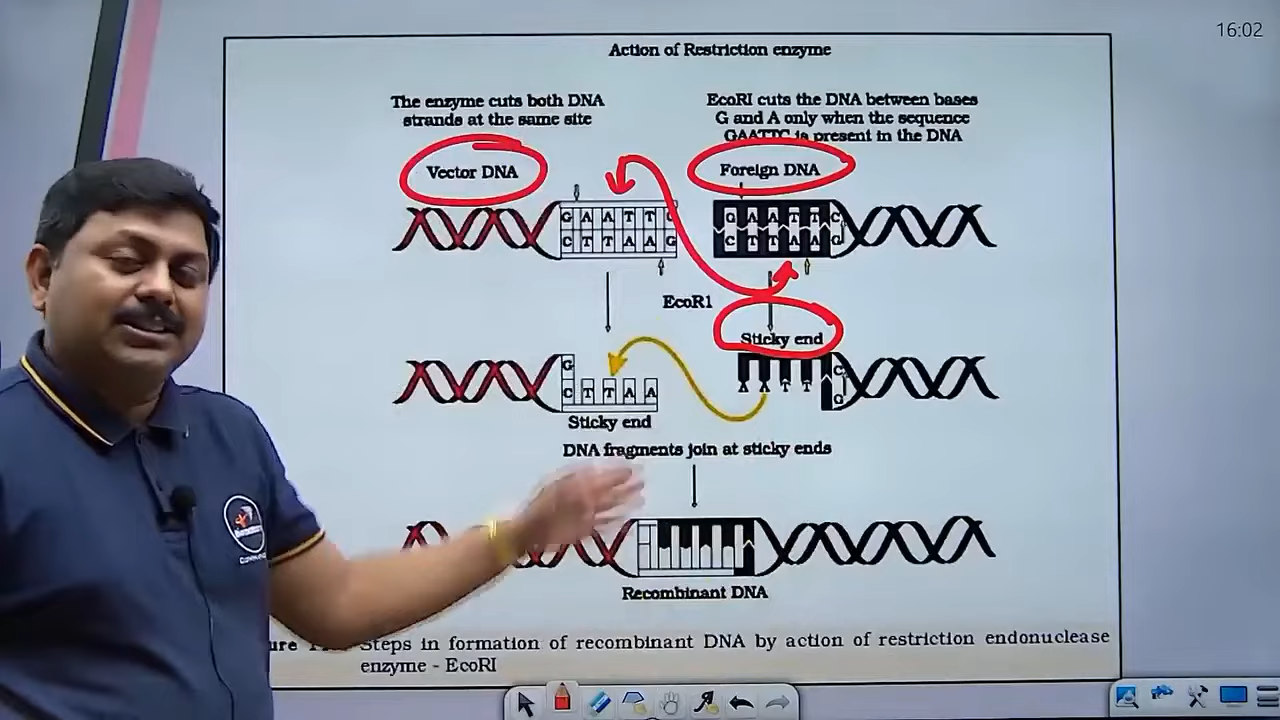 16:02
Action of Restriction enzyme
The enzyme cuts both DNA
strands at the same site
EcoRI cuts the DNA between bases
G and A only when the sequence
GAATTC is present in the DNA
Vector DNA
Foreign DNA
G A A T T C
C T T A A G
G A A T T C
C T T A A G
EcoR1
Sticky end
G
C T T A A
A A T T C
G
Sticky end
DNA fragments join at sticky ends
Recombinant DNA
Steps in formation of recombinant DNA by action of restriction endonuclease
enzyme - EcoRI